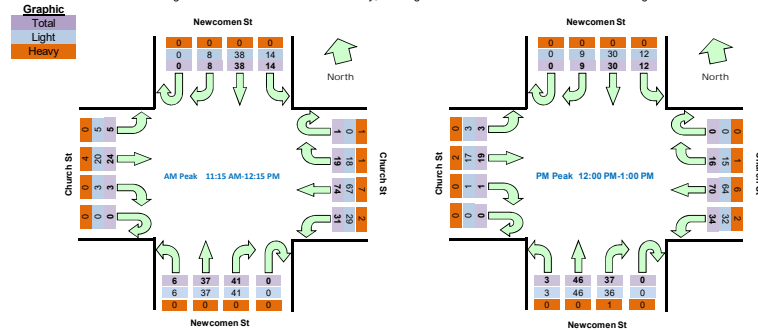 Graphic
Total
Light
Heavy
Newcomen St
0 0 0 0
0 8 38 14
0 8 38 14
North
Church St
0 5 5
4 20 24
0 3 3
0 0 0
AM Peak 11:15 AM-12:15 PM
1 0 1
19 18 1
74 67 7
31 29 2
Church St
6 37 41 0
6 37 41 0
0 0 0 0
Newcomen St
Newcomen St
0 0 0 0
0 9 30 12
0 9 30 12
North
Church St
0 3 3
2 17 19
0 1 1
0 0 0
PM Peak 12:00 PM-1:00 PM
0 0 0
16 15 1
70 64 6
34 32 2
Church St
3 46 37 0
3 46 36 0
0 0 1 0
Newcomen St